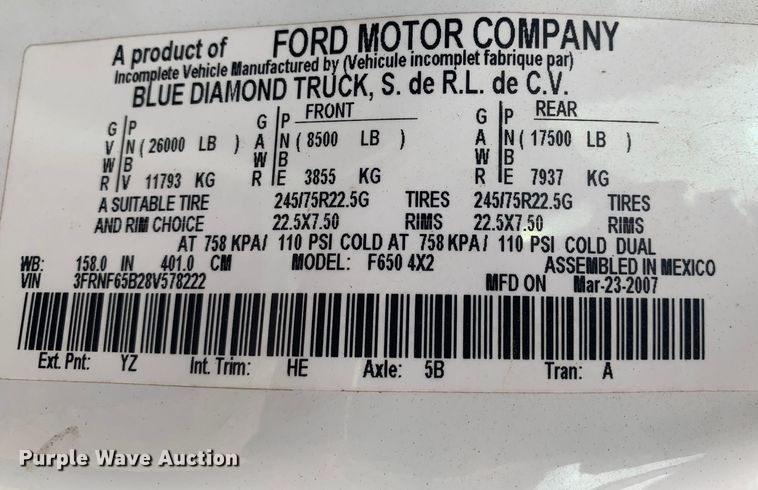 A product of FORD MOTOR COMPANY
Incomplete Vehicle Manufactured by (Vehicule incomplet fabrique par)
BLUE DIAMOND TRUCK, S. de R.L. de C.V.
FRONT REAR
G P G P G P
V N ( 26000 LB ) A N ( 8500 LB ) A N ( 17500 LB )
W B W B W B
R V 11793 KG R E 3855 KG R E 7937 KG
A SUITABLE TIRE 245/75R22.5G TIRES 245/75R22.5G TIRES
AND RIM CHOICE 22.5X7.50 RIMS 22.5X7.50 RIMS
AT 758 KPA/ 110 PSI COLD AT 758 KPA/ 110 PSI COLD DUAL
WB: 158.0 IN 401.0 CM MODEL: F650 4X2 ASSEMBLED IN MEXICO
VIN 3FRNF65B28V578222 MFD ON Mar-23-2007
Ext. Pnt: YZ Int. Trim: HE Axle: 5B Tran: A
Purple Wave Auction